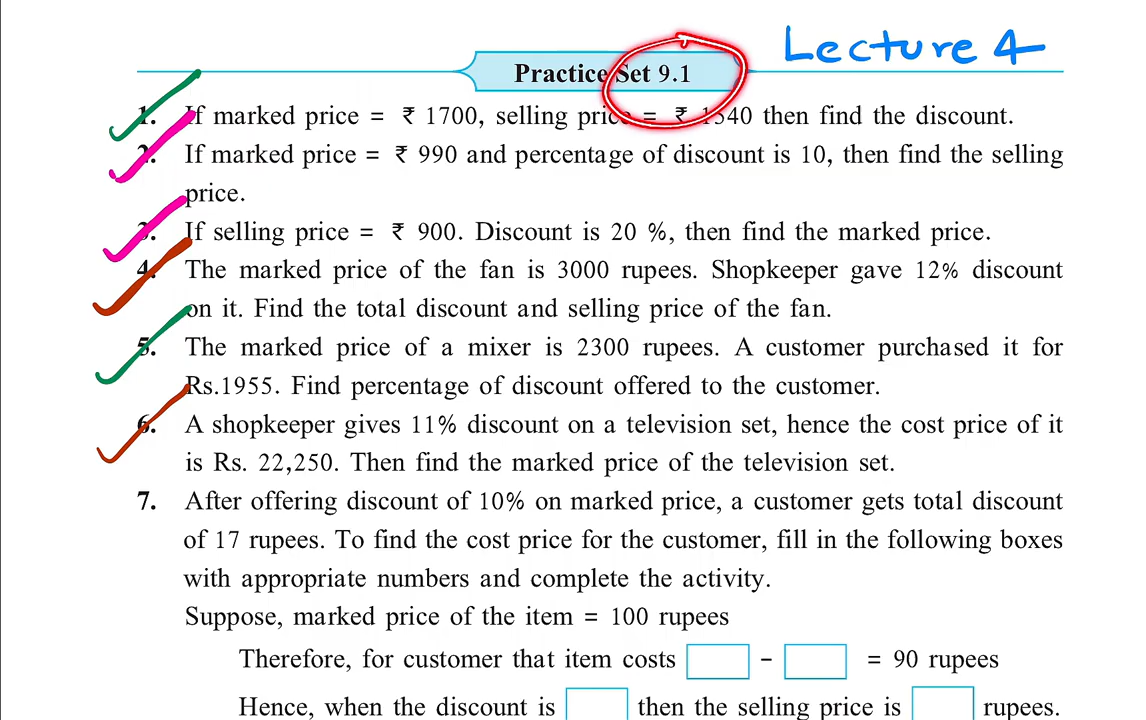 Lecture 4
Practice Set 9.1
1. If marked price = ₹ 1700, selling price = ₹ 1540 then find the discount.
2. If marked price = ₹ 990 and percentage of discount is 10, then find the selling
price.
3. If selling price = ₹ 900. Discount is 20 %, then find the marked price.
4. The marked price of the fan is 3000 rupees. Shopkeeper gave 12% discount
on it. Find the total discount and selling price of the fan.
5. The marked price of a mixer is 2300 rupees. A customer purchased it for
Rs.1955. Find percentage of discount offered to the customer.
6. A shopkeeper gives 11% discount on a television set, hence the cost price of it
is Rs. 22,250. Then find the marked price of the television set.
7. After offering discount of 10% on marked price, a customer gets total discount
of 17 rupees. To find the cost price for the customer, fill in the following boxes
with appropriate numbers and complete the activity.
Suppose, marked price of the item = 100 rupees
Therefore, for customer that item costs - = 90 rupees
Hence, when the discount is then the selling price is rupees.